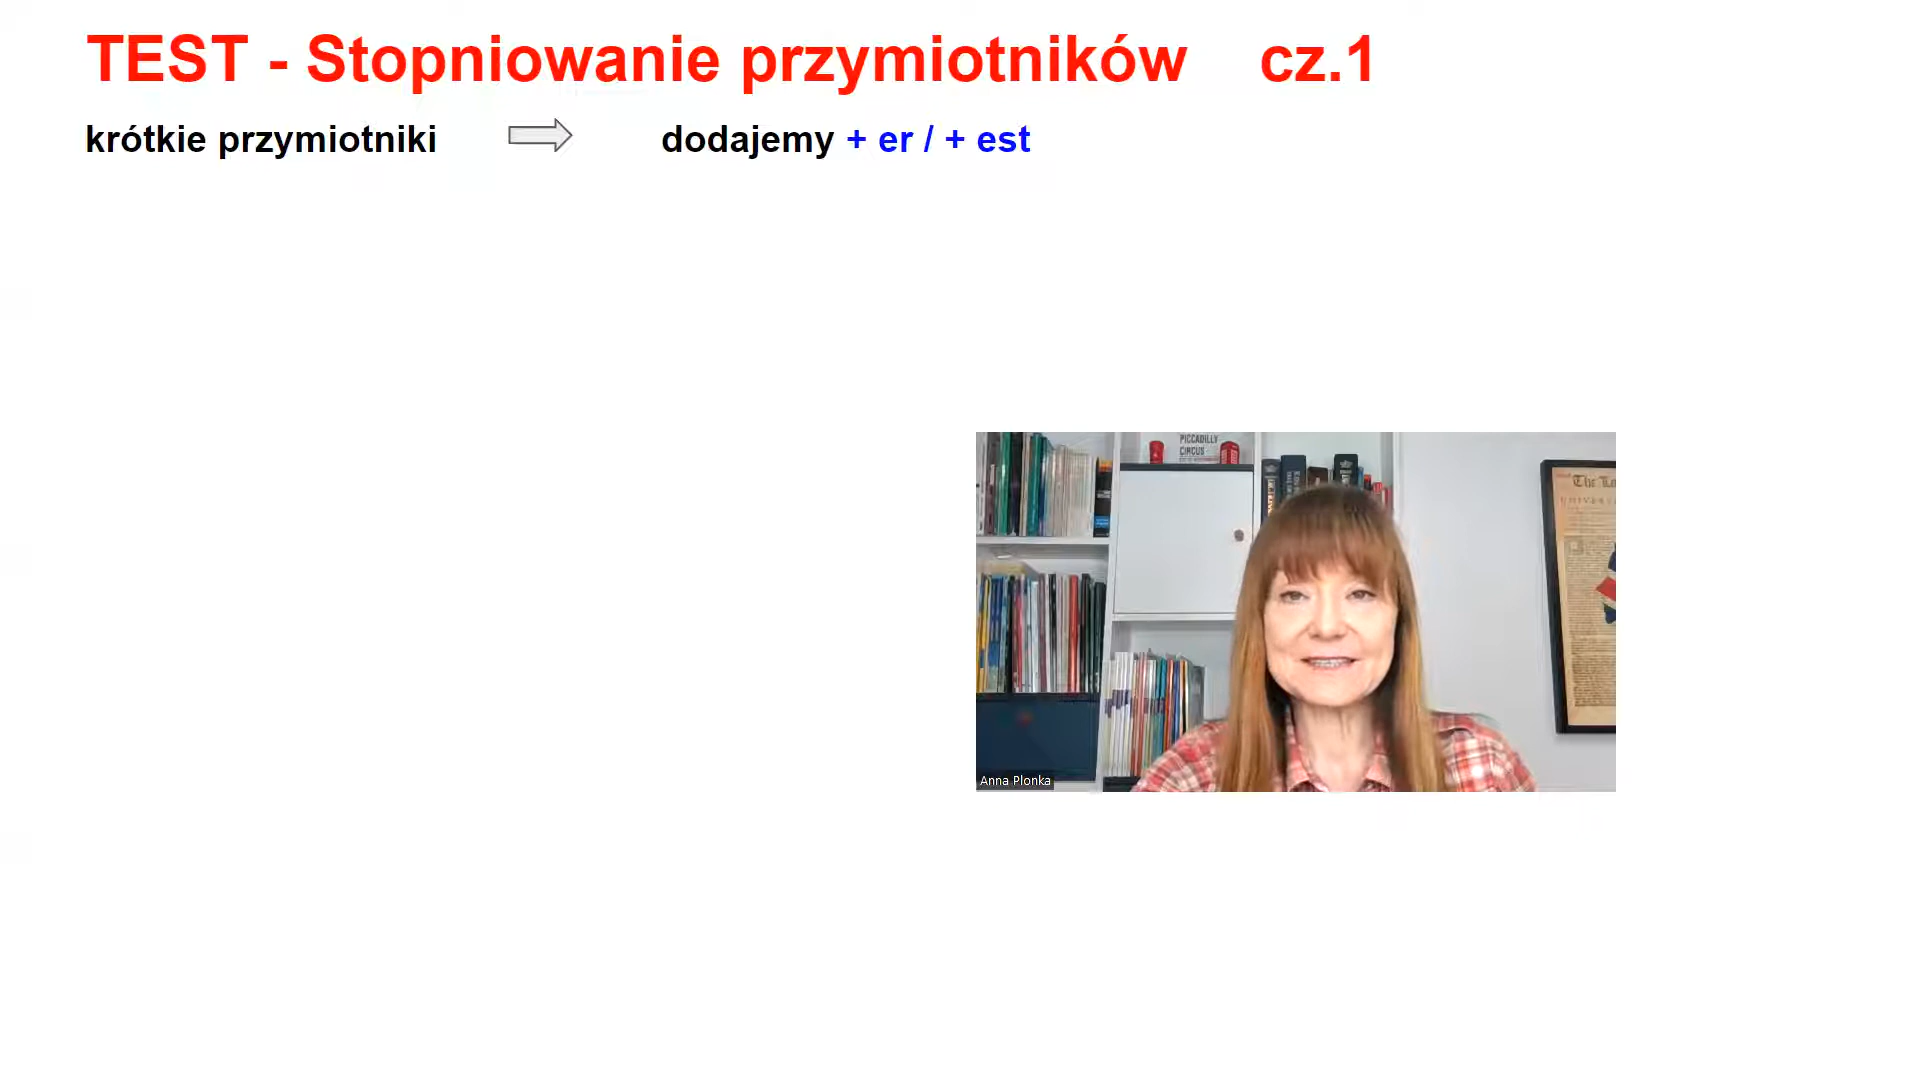 TEST - Stopniowanie przymiotników cz.1
krótkie przymiotniki dodajemy + er / + est
PICCADILLY
CIRCUS
Anna Plonka